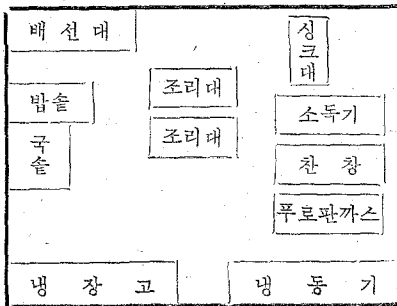 배 선 대
싱크대
밥솥
조리대
국솥
조리대
소독기
찬 창
푸로판까스
냉 장 고
냉 동 기